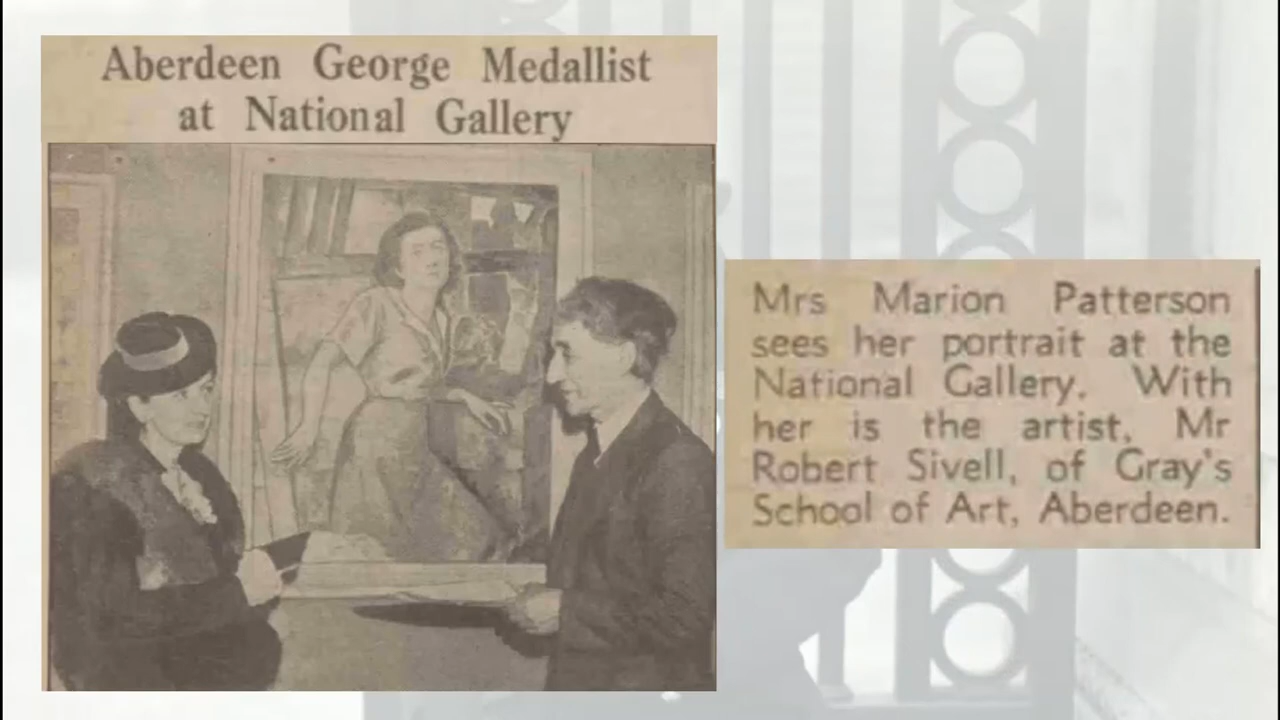 Aberdeen George Medallist
at National Gallery
Mrs Marion Patterson
sees her portrait at the
National Gallery. With
her is the artist, Mr
Robert Sivell, of Gray's
School of Art, Aberdeen.